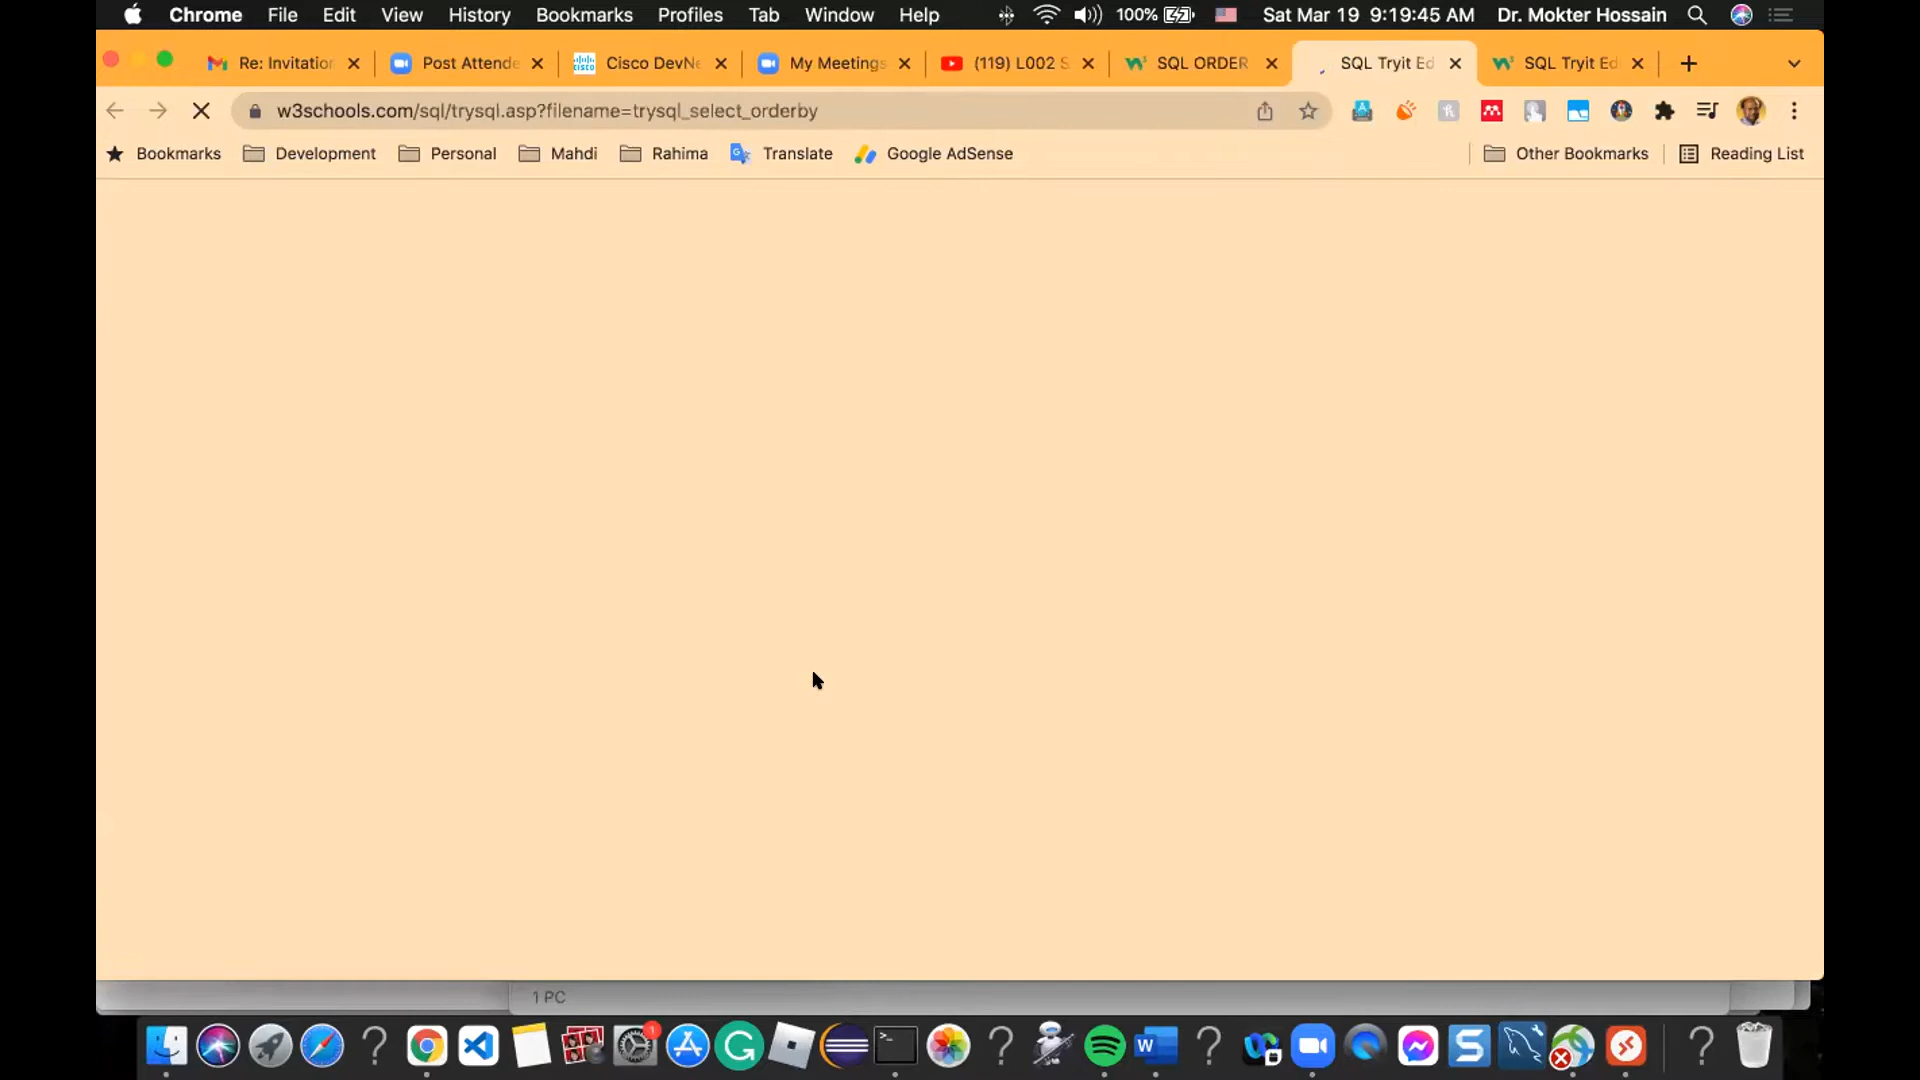 Chrome File Edit View History Bookmarks Profiles Tab Window Help 100% Sat Mar 19 9:19:45 AM Dr. Mokter Hossain
Re: Invitation Post Attende Cisco DevNe My Meetings (119) L002 S SQL ORDER SQL Tryit Ed SQL Tryit Ed
w3schools.com/sql/trysql.asp?filename=trysql_select_orderby
Bookmarks Development Personal Mahdi Rahima Translate Google AdSense Other Bookmarks Reading List
1 PC